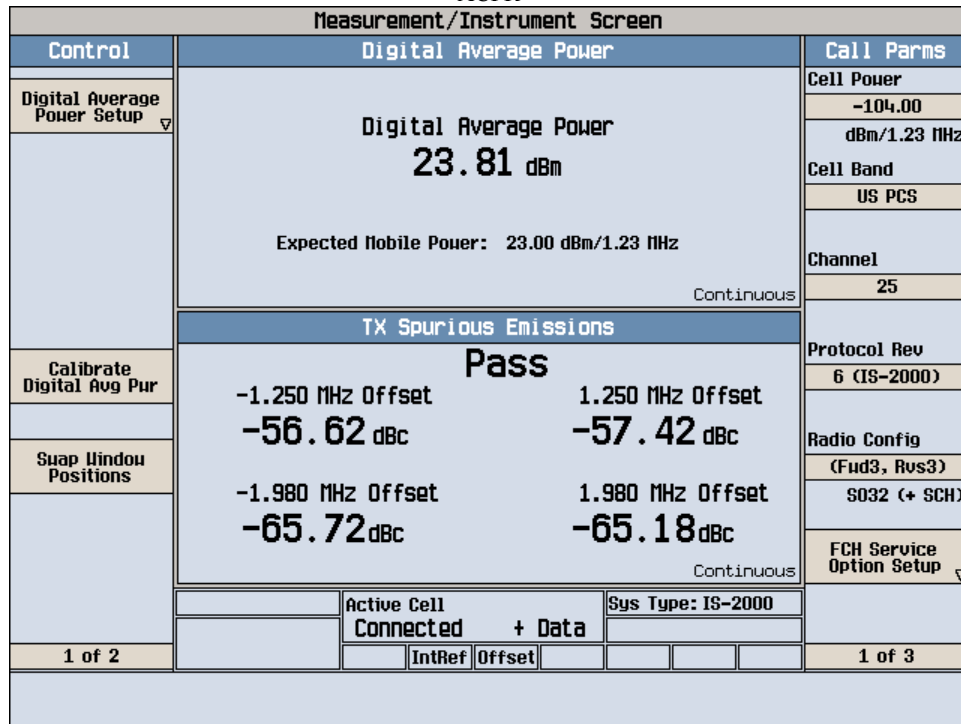 Measurement/Instrument Screen
Control
Digital Average
Power Setup
Calibrate
Digital Avg Pwr
Swap Window
Positions
1 of 2
Digital Average Power
Digital Average Power
23.81 dBm
Expected Mobile Power: 23.00 dBm/1.23 MHz
Continuous
TX Spurious Emissions
Pass
-1.250 MHz Offset 1.250 MHz Offset
-56.62 dBc -57.42 dBc
-1.980 MHz Offset 1.980 MHz Offset
-65.72 dBc -65.18 dBc
Continuous
Active Cell Sys Type: IS-2000
Connected + Data
IntRef Offset
Call Parms
Cell Power
-104.00
dBm/1.23 MHz
Cell Band
US PCS
Channel
25
Protocol Rev
6 (IS-2000)
Radio Config
(Fwd3, Rvs3)
SO32 (+ SCH)
FCH Service
Option Setup
1 of 3